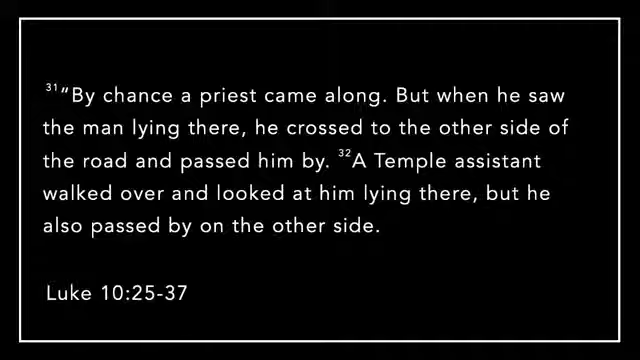 31“By chance a priest came along. But when he saw
the man lying there, he crossed to the other side of
the road and passed him by. 32A Temple assistant
walked over and looked at him lying there, but he
also passed by on the other side.
Luke 10:25-37